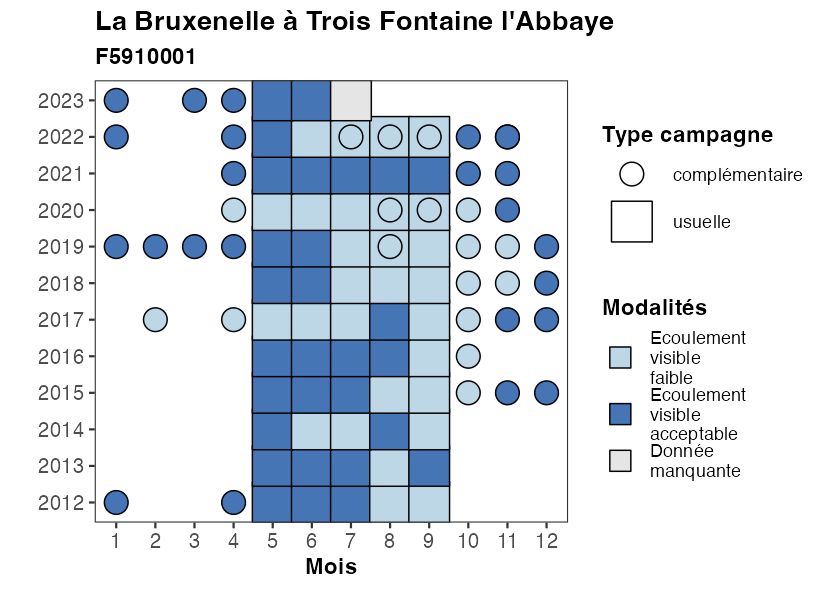 La Bruxenelle à Trois Fontaine l'Abbaye
F5910001
2023
2022
2021
2020
2019
2018
2017
2016
2015
2014
2013
2012
1 2 3 4 5 6 7 8 9 10 11 12
Mois
Type campagne
complémentaire
usuelle
Modalités
Ecoulement
visible
faible
Ecoulement
visible
acceptable
Donnée
manquante